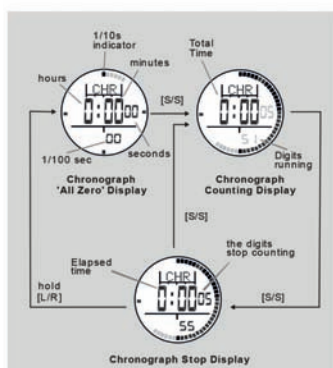 1/10s
indicator
hours
minutes
CHR
0:00 00
00
1/100 sec
seconds
Chronograph
'All Zero' Display
[S/S]
Total
Time
CHR
0:00 05
51-
Digits
running
Chronograph
Counting Display
[S/S]
Elapsed
time
the digits
stop counting
CHR
0:00 05
55
hold
[L/R]
[S/S]
Chronograph Stop Display